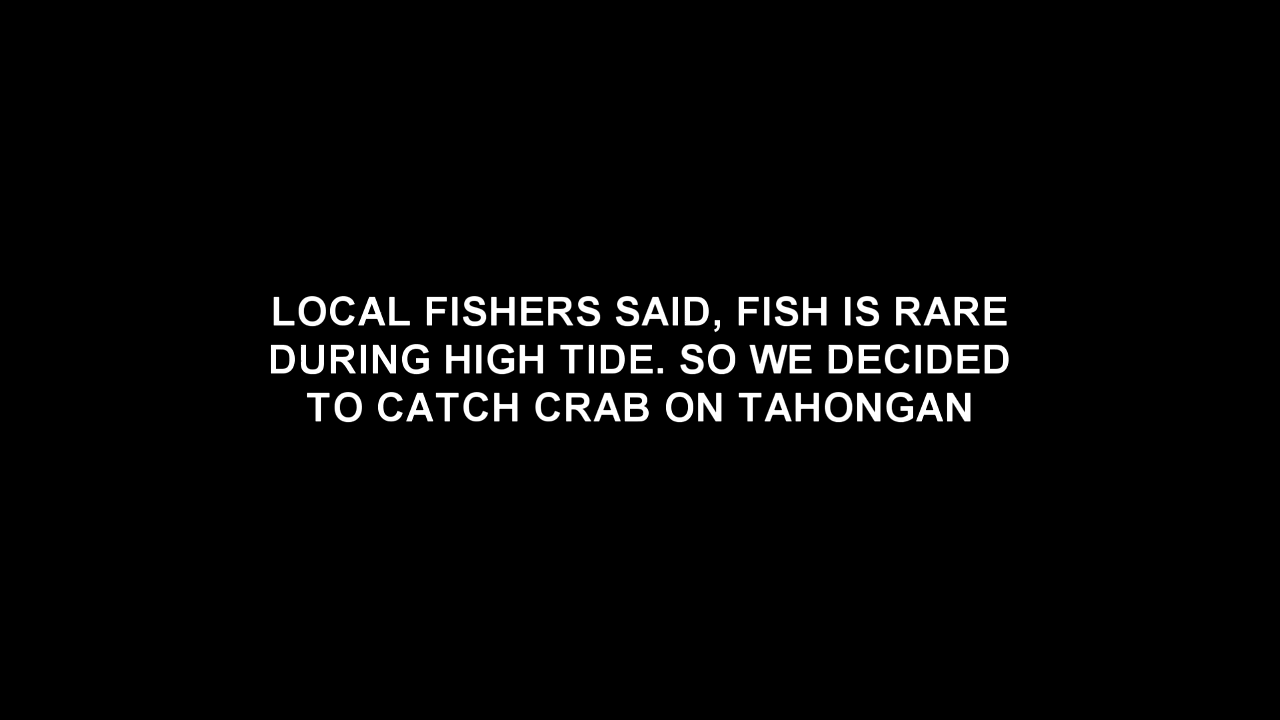 LOCAL FISHERS SAID, FISH IS RARE
DURING HIGH TIDE. SO WE DECIDED
TO CATCH CRAB ON TAHONGAN